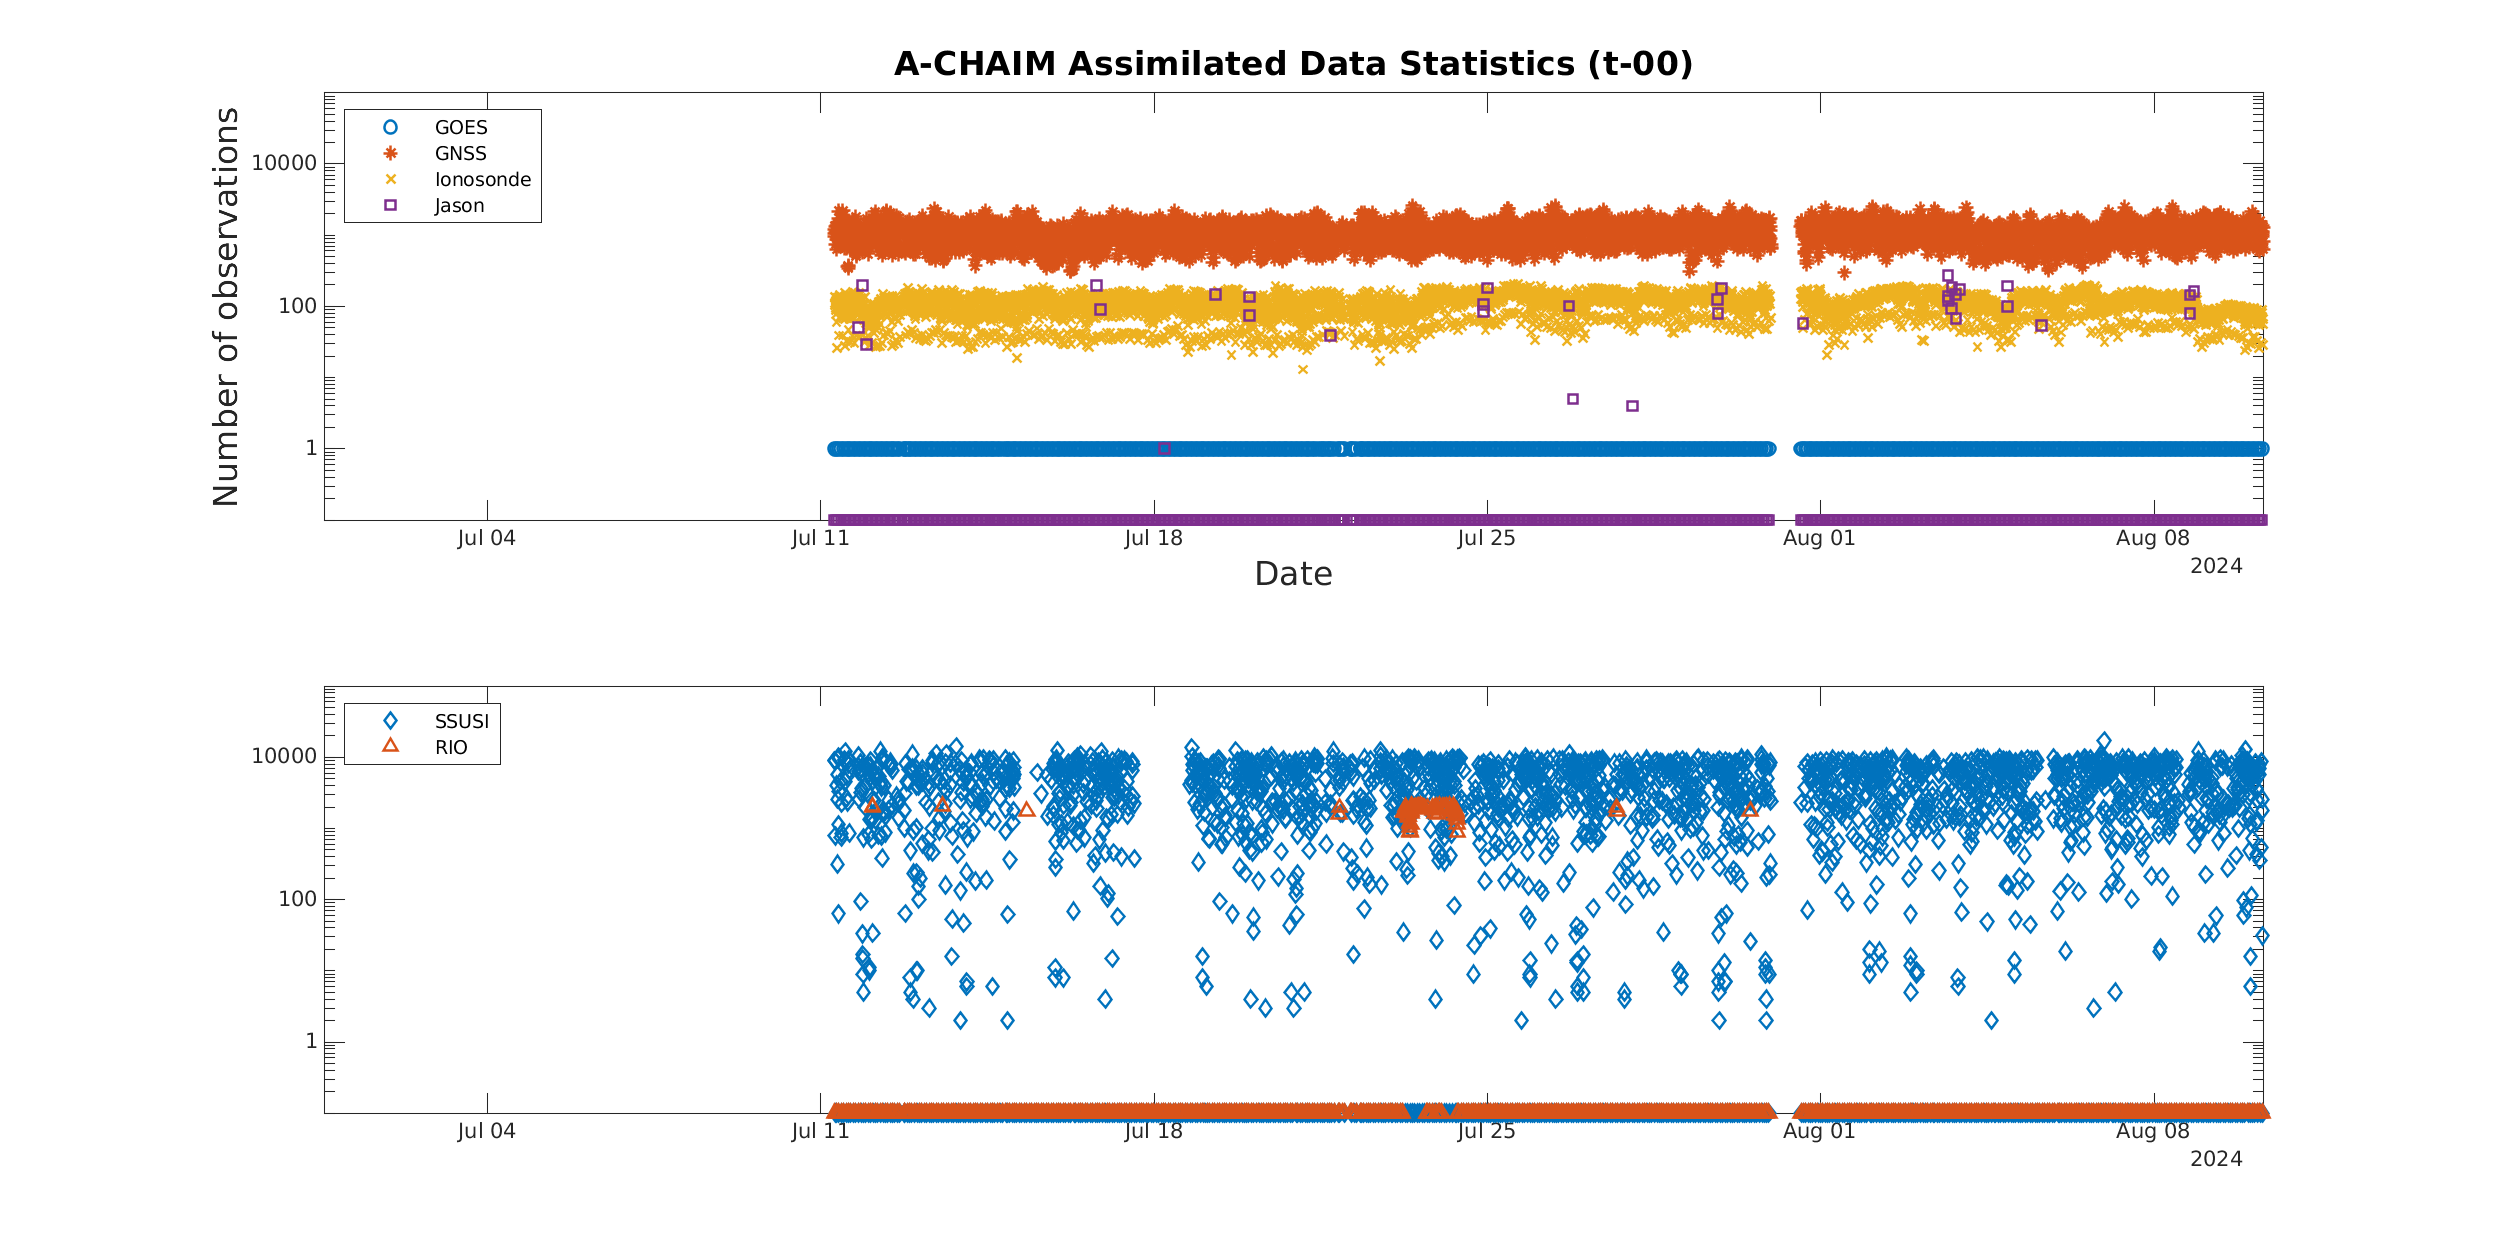 A-CHAIM Assimilated Data Statistics (t-00)
Number of observations
10000
100
1
GOES
GNSS
Ionosonde
Jason
Jul 04
Jul 11
Jul 18
Jul 25
Aug 01
Aug 08
2024
Date
10000
100
1
SSUSI
RIO
Jul 04
Jul 11
Jul 18
Jul 25
Aug 01
Aug 08
2024